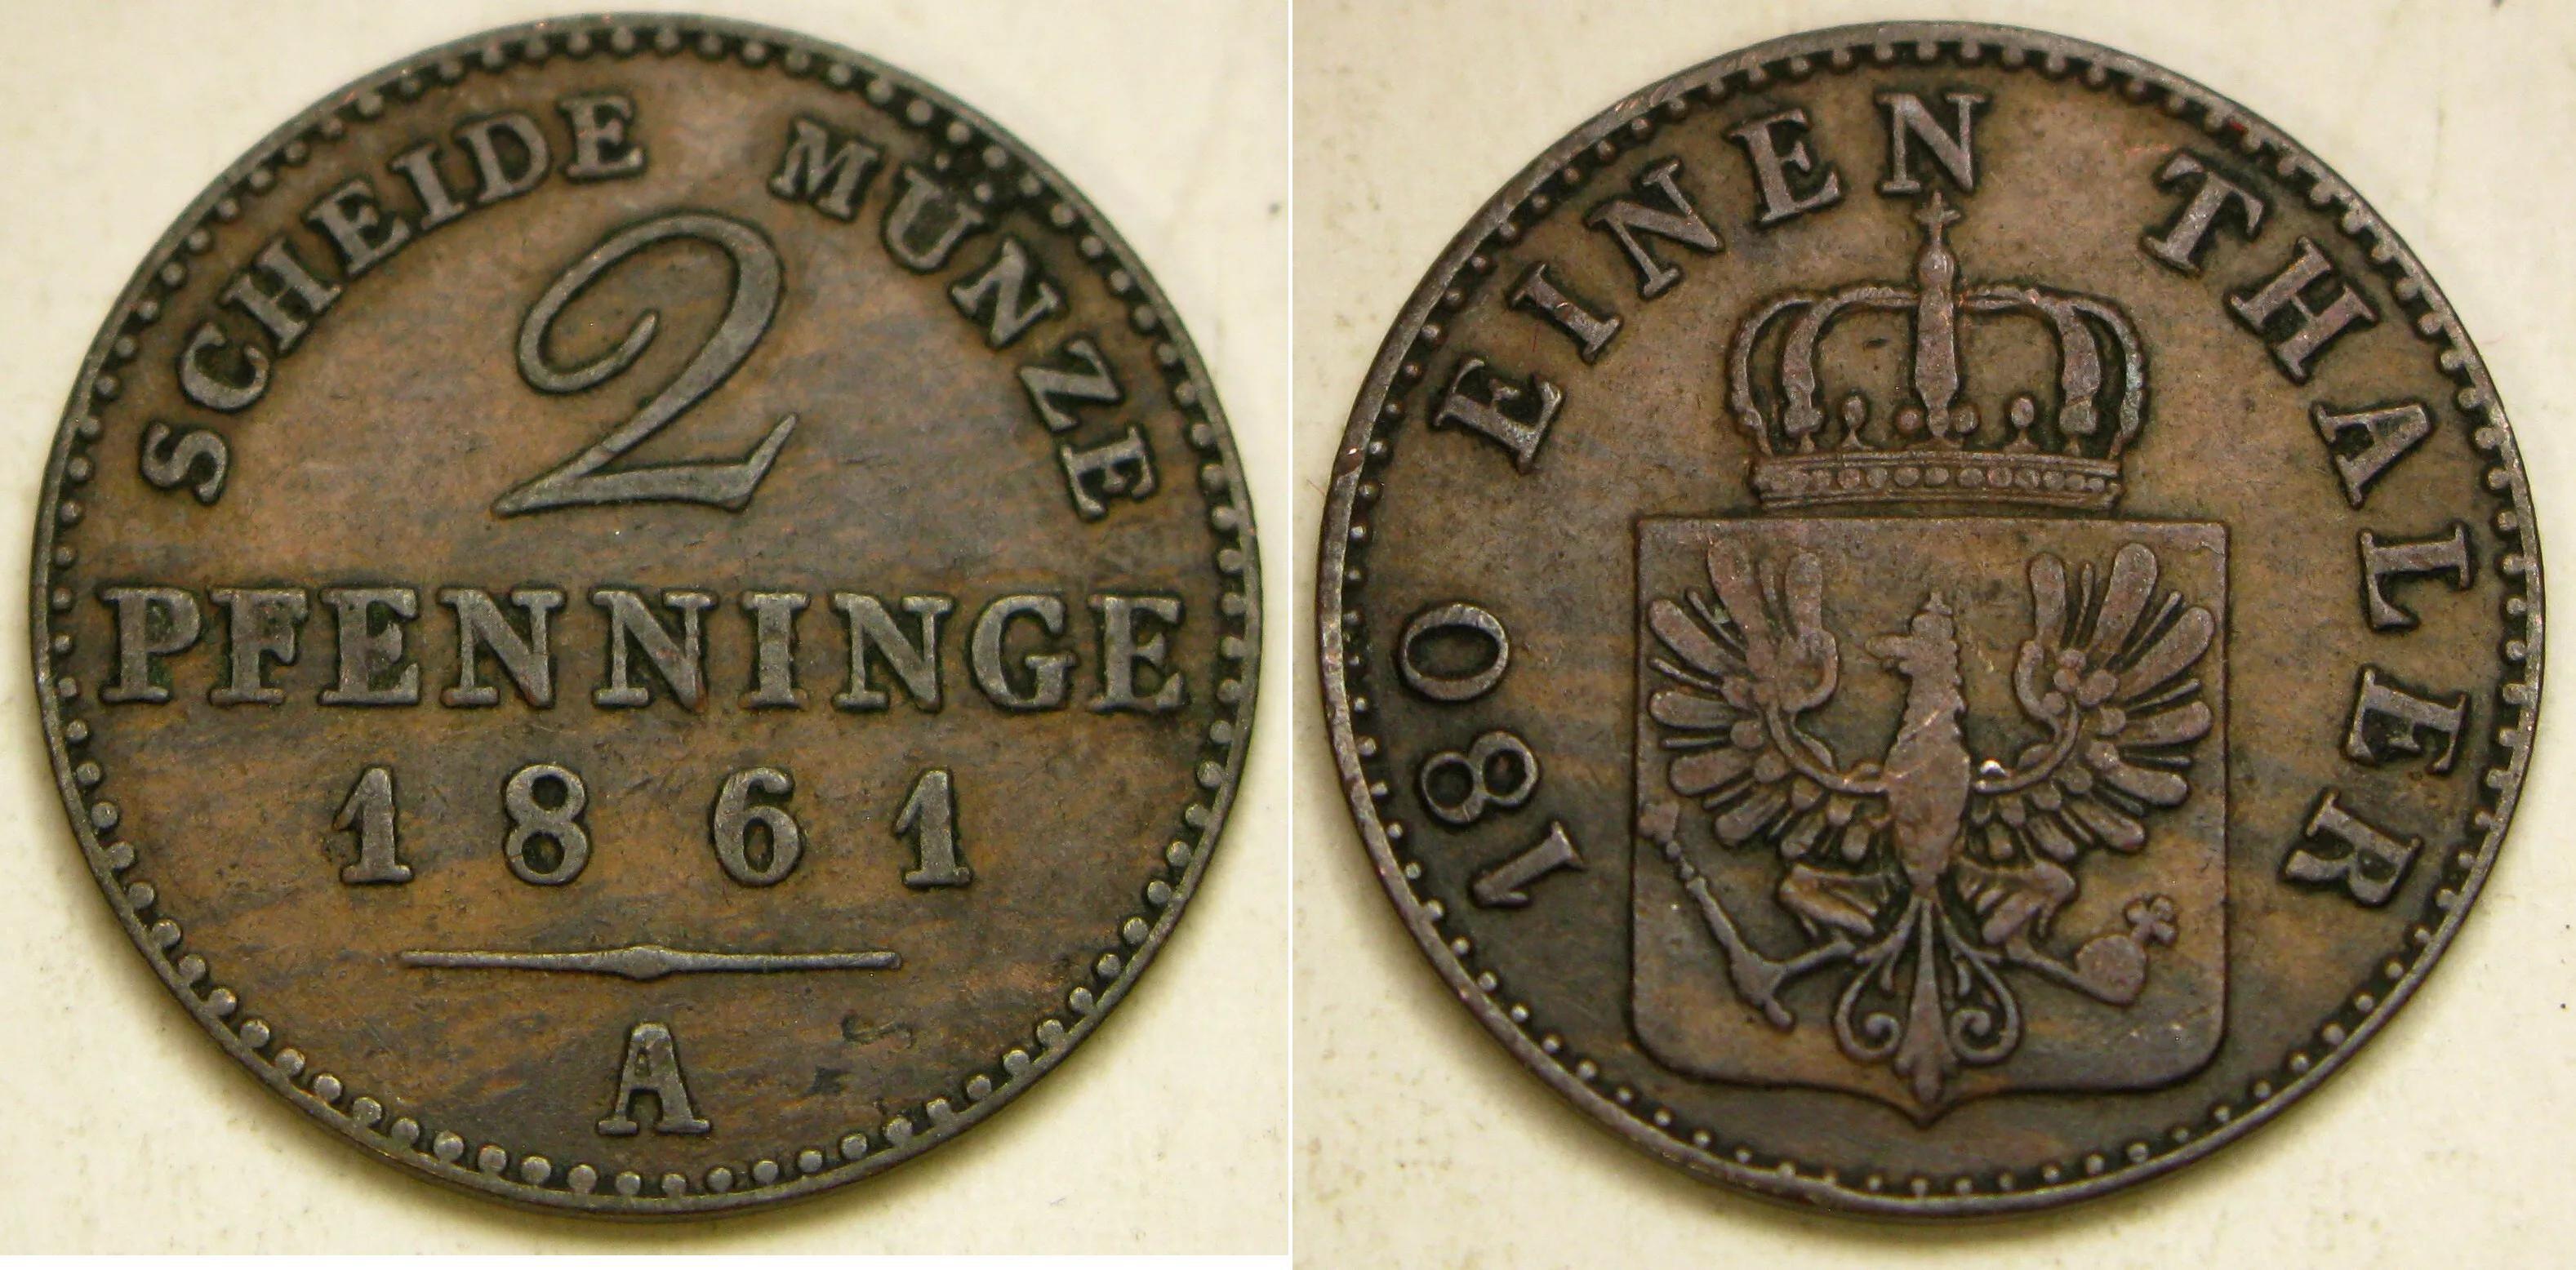 SCHEIDE MÜNZE
2
PFENNINGE
1861
A
180 EINEN THALER